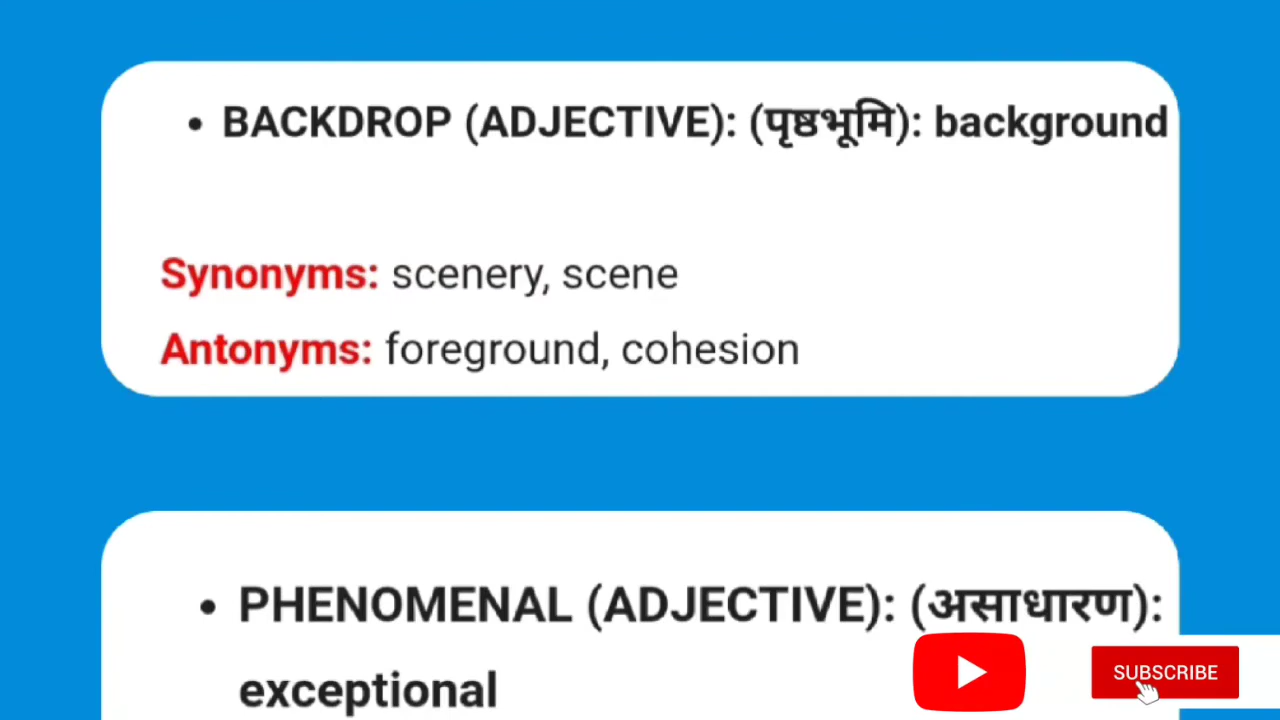 • BACKDROP (ADJECTIVE): (पृष्ठभूमि): background
Synonyms: scenery, scene
Antonyms: foreground, cohesion
• PHENOMENAL (ADJECTIVE): (असाधारण):
exceptional
SUBSCRIBE